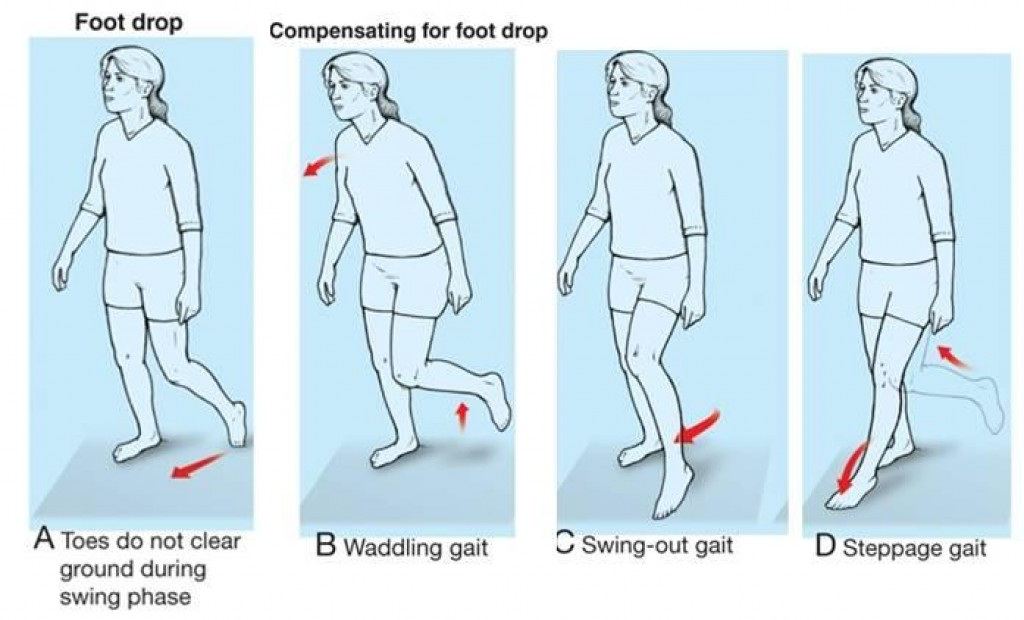 Foot drop
Compensating for foot drop
A Toes do not clear
ground during
swing phase
B Waddling gait
C Swing-out gait
D Steppage gait